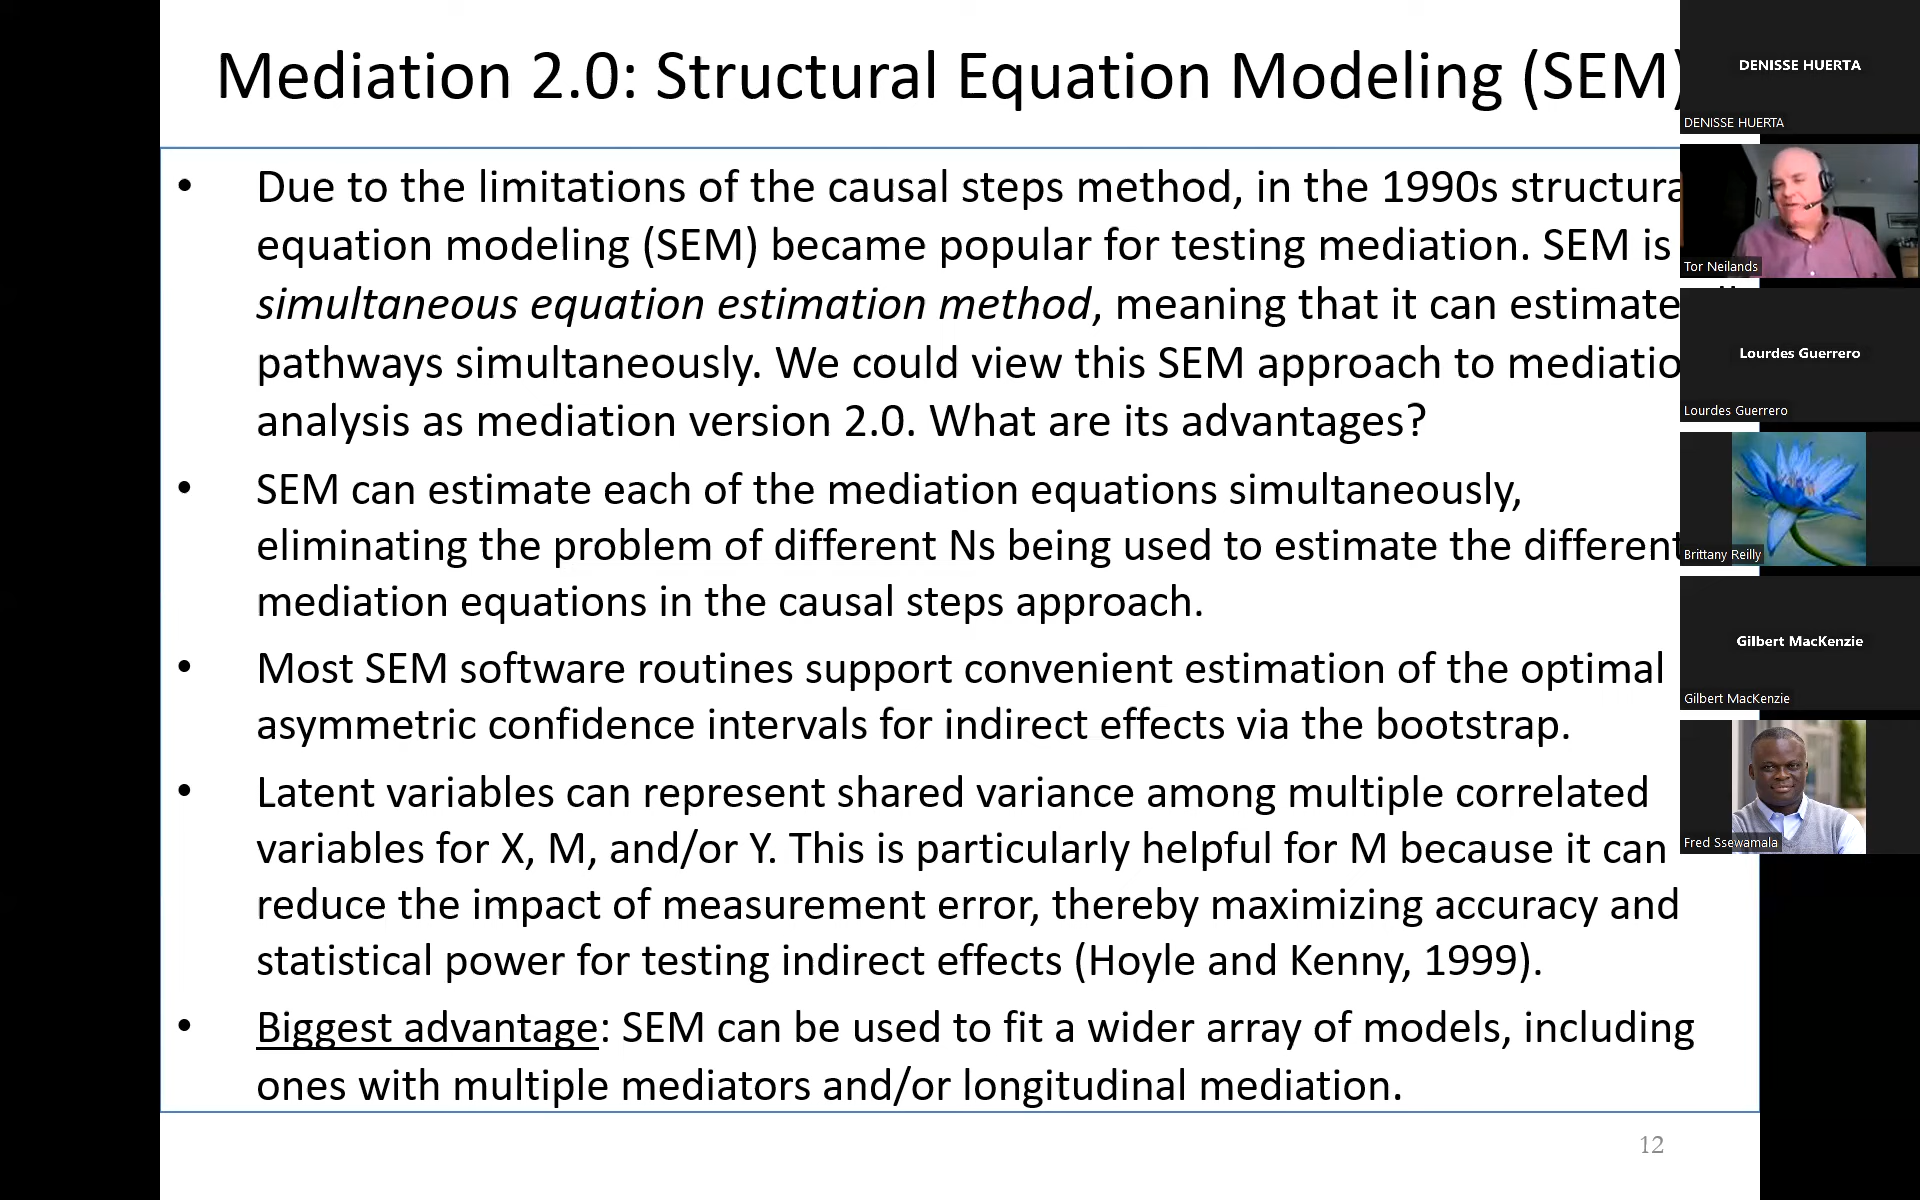 Mediation 2.0: Structural Equation Modeling (SEM)
• Due to the limitations of the causal steps method, in the 1990s structura
equation modeling (SEM) became popular for testing mediation. SEM is
simultaneous equation estimation method, meaning that it can estimate
pathways simultaneously. We could view this SEM approach to mediatio
analysis as mediation version 2.0. What are its advantages?
• SEM can estimate each of the mediation equations simultaneously,
eliminating the problem of different Ns being used to estimate the different
mediation equations in the causal steps approach.
• Most SEM software routines support convenient estimation of the optimal
asymmetric confidence intervals for indirect effects via the bootstrap.
• Latent variables can represent shared variance among multiple correlated
variables for X, M, and/or Y. This is particularly helpful for M because it can
reduce the impact of measurement error, thereby maximizing accuracy and
statistical power for testing indirect effects (Hoyle and Kenny, 1999).
• Biggest advantage: SEM can be used to fit a wider array of models, including
ones with multiple mediators and/or longitudinal mediation.
12
DENISSE HUERTA
DENISSE HUERTA
Tor Neilands
Lourdes Guerrero
Lourdes Guerrero
Brittany Reilly
Gilbert MacKenzie
Gilbert MacKenzie
Fred Ssewamala